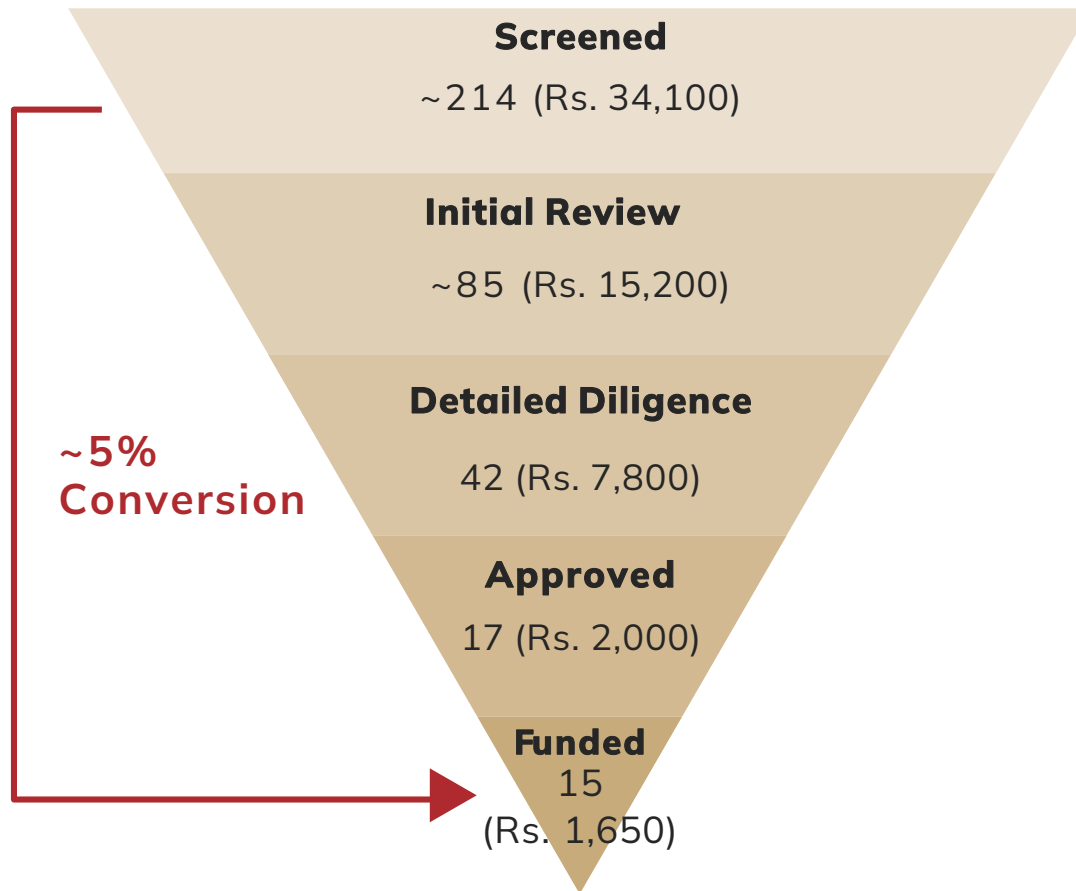 Screened
~214 (Rs. 34,100)
Initial Review
~85 (Rs. 15,200)
Detailed Diligence
42 (Rs. 7,800)
~5%
Conversion
Approved
17 (Rs. 2,000)
Funded
15
(Rs. 1,650)